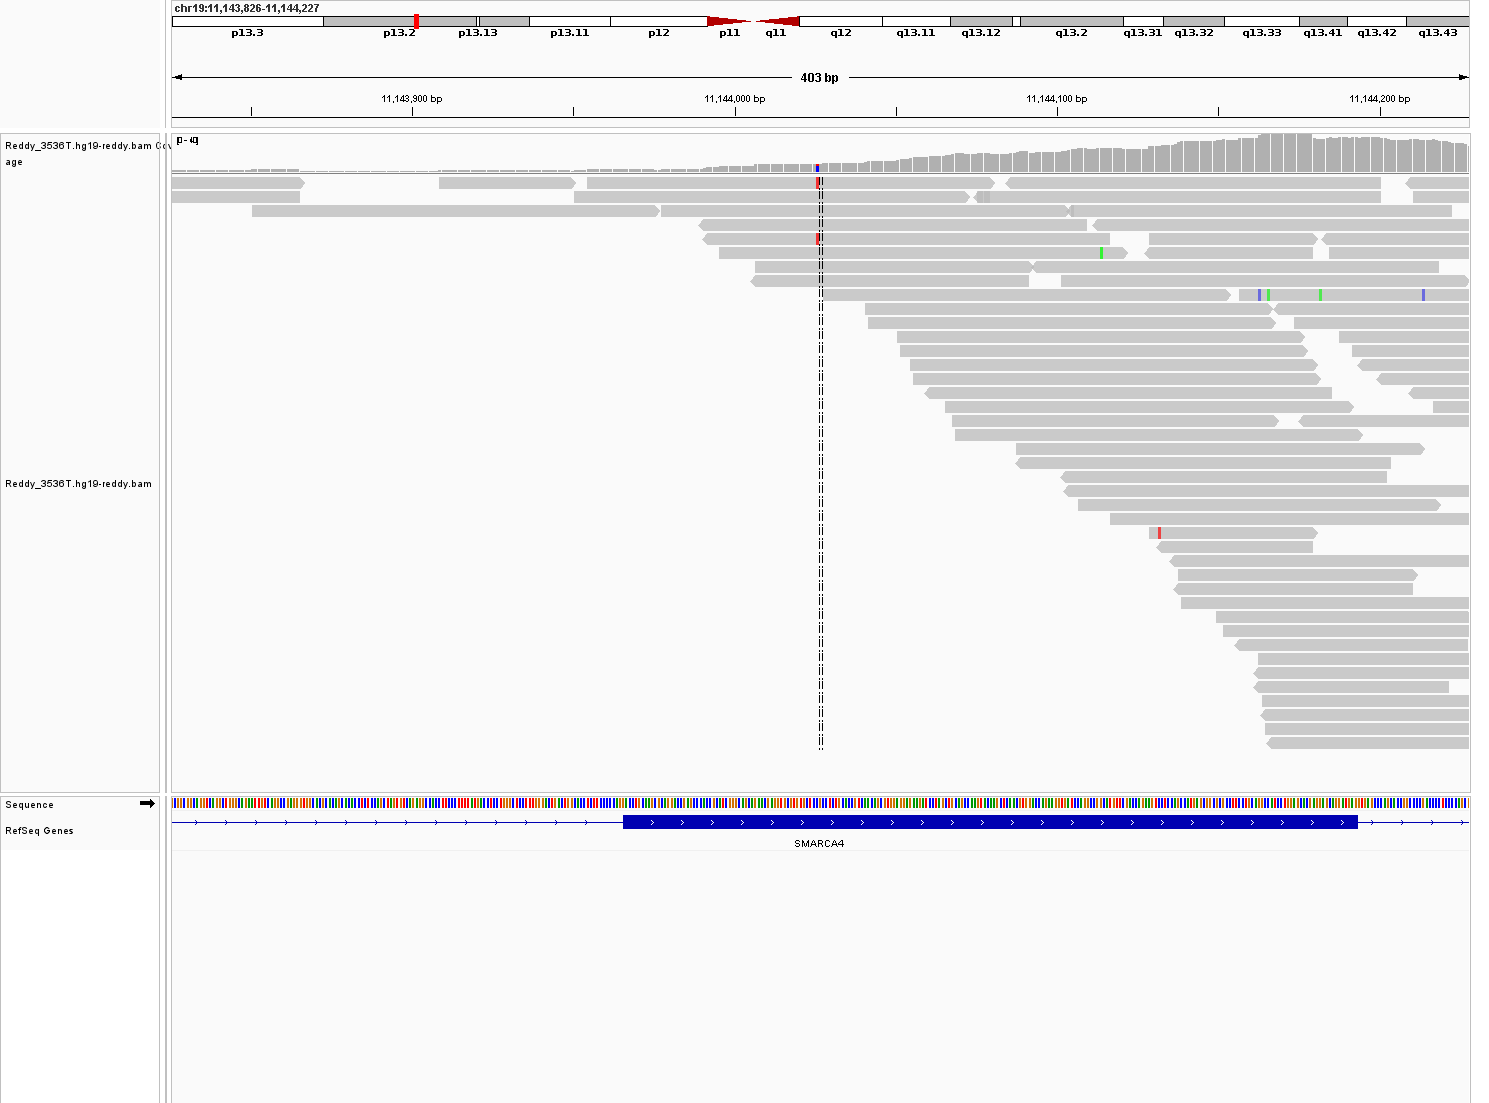 chr19:11,143,826-11,144,227
p13.3 p13.2 p13.13 p13.11 p12 p11 q11 q12 q13.11 q13.12 q13.2 q13.31 q13.32 q13.33 q13.41 q13.42 q13.43
403 bp
11,143,900 bp 11,144,000 bp 11,144,100 bp 11,144,200 bp
Reddy_3536T.hg19-reddy.bam Cov
age
Reddy_3536T.hg19-reddy.bam
Sequence
RefSeq Genes
SMARCA4